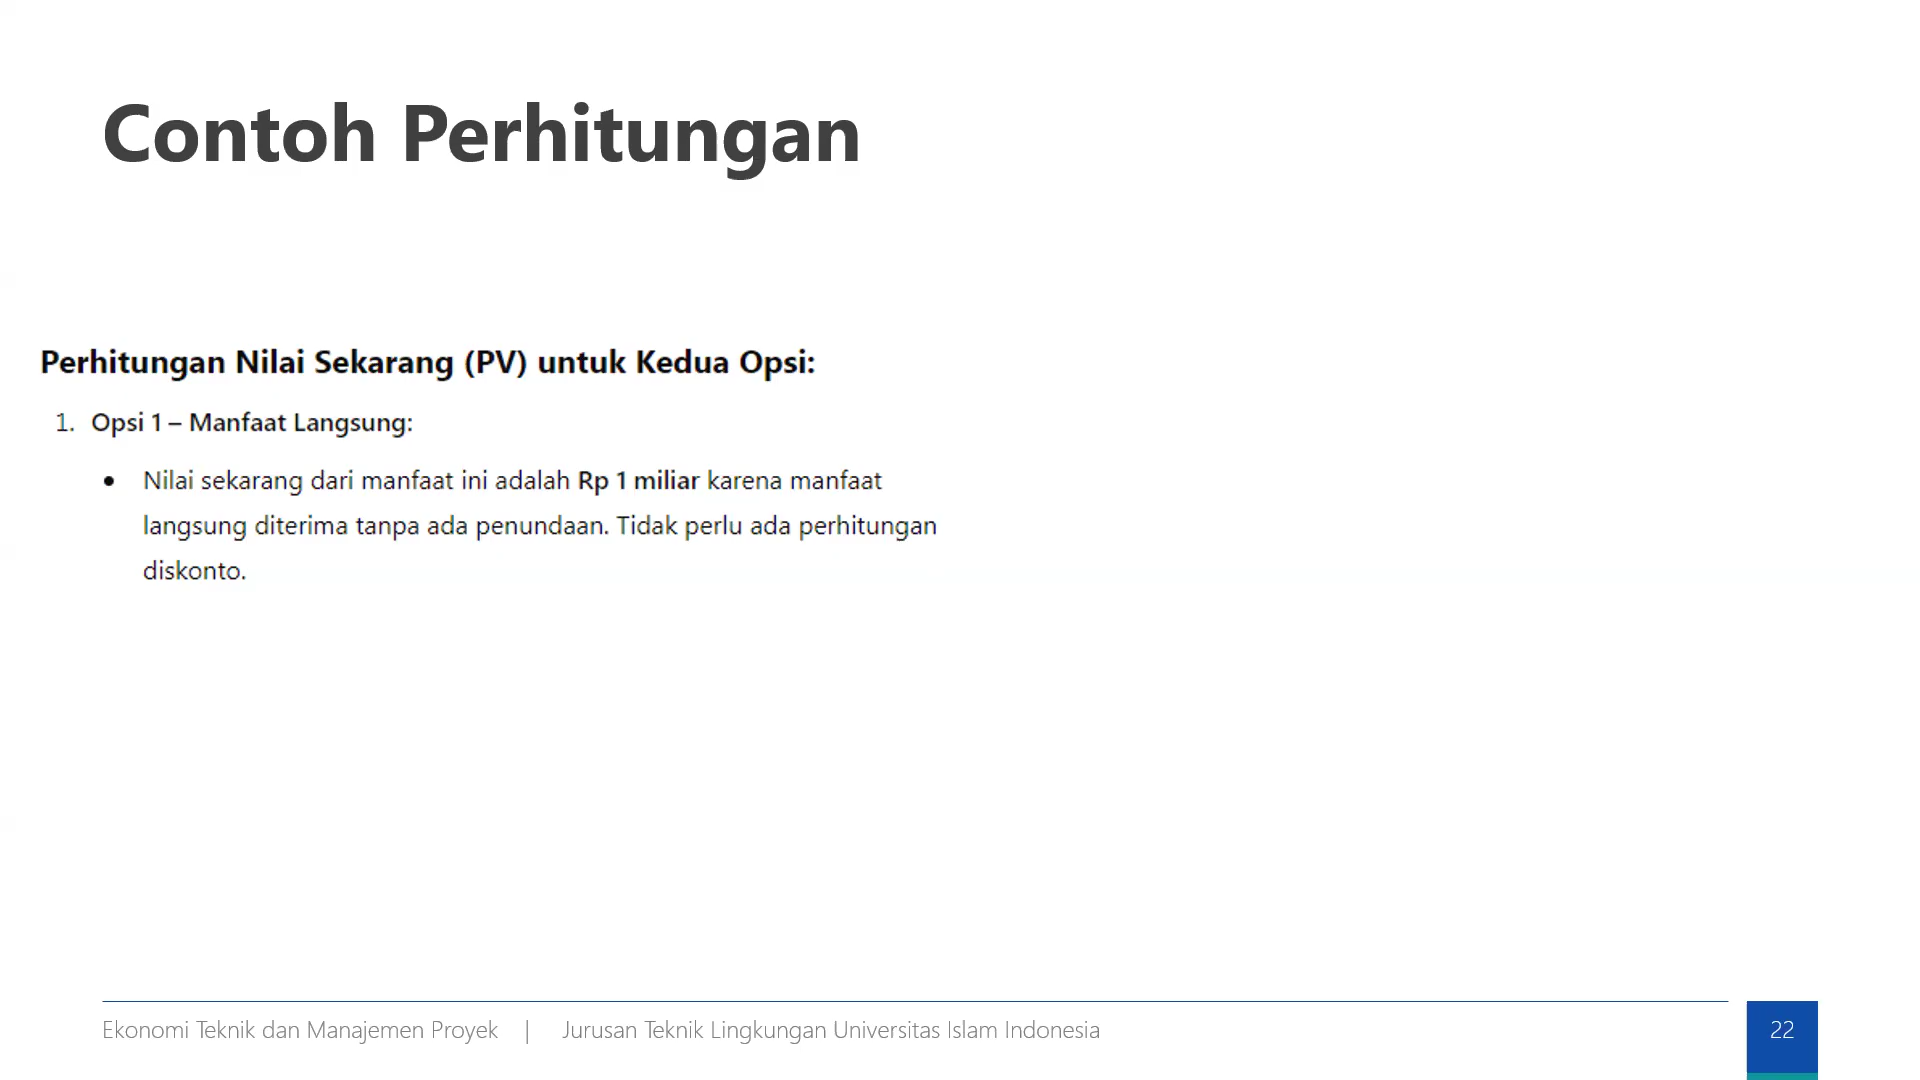 Contoh Perhitungan
Perhitungan Nilai Sekarang (PV) untuk Kedua Opsi:
1. Opsi 1 – Manfaat Langsung:
● Nilai sekarang dari manfaat ini adalah Rp 1 miliar karena manfaat
langsung diterima tanpa ada penundaan. Tidak perlu ada perhitungan
diskonto.
Ekonomi Teknik dan Manajemen Proyek | Jurusan Teknik Lingkungan Universitas Islam Indonesia
22